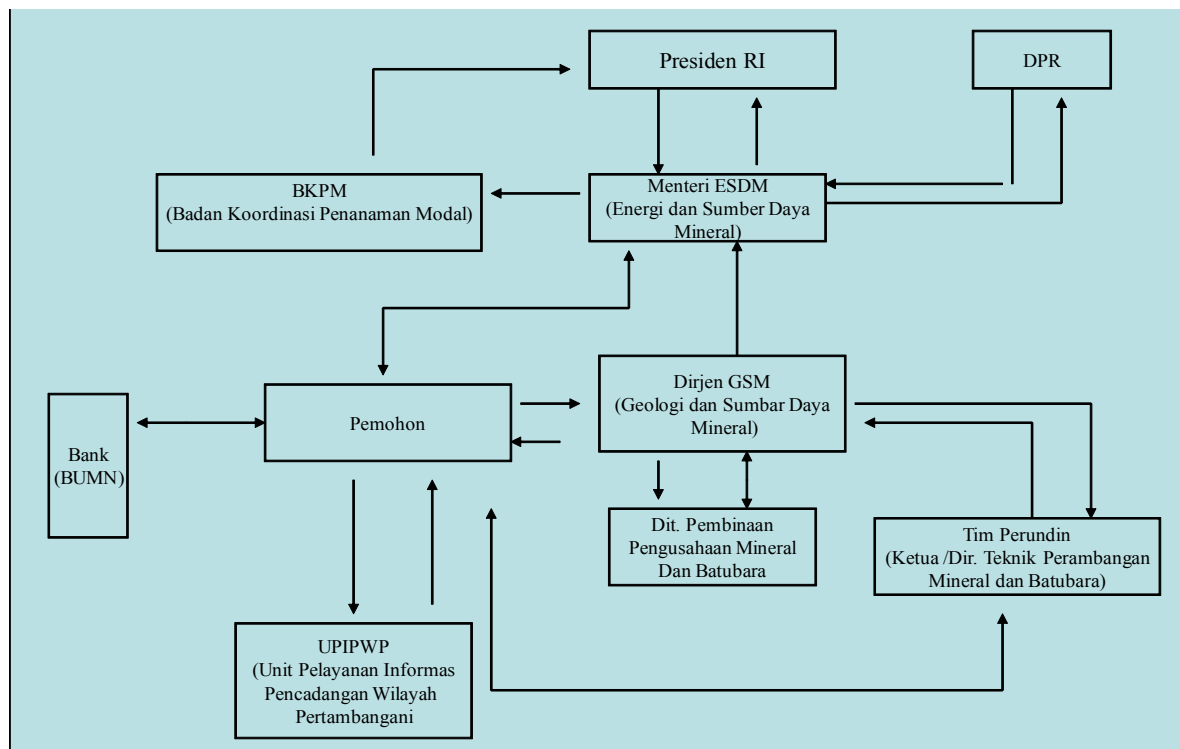 Presiden RI
DPR
BKPM
(Badan Koordinasi Penanaman Modal)
Menteri ESDM
(Energi dan Sumber Daya
Mineral)
Bank
(BUMN)
Pemohon
Dirjen GSM
(Geologi dan Sumbar Daya
Mineral)
Dit. Pembinaan
Pengusahaan Mineral
Dan Batubara
Tim Perundin
(Ketua /Dir. Teknik Perambangan
Mineral dan Batubara)
UPIPWP
(Unit Pelayanan Informas
Pencadangan Wilayah
Pertambangani